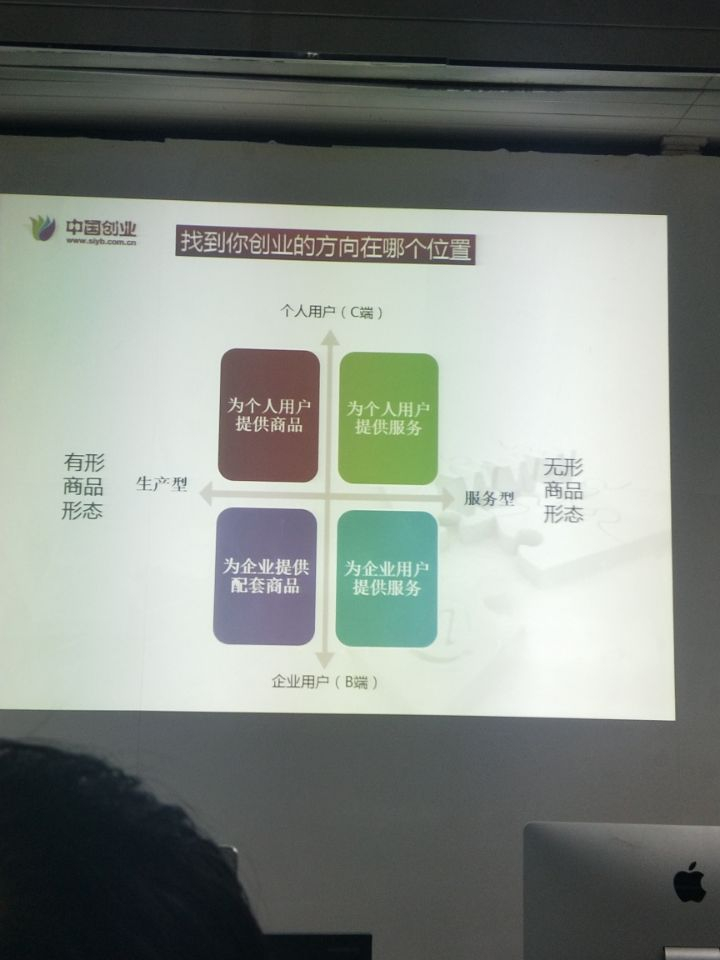 中国创业
www.siyb.com.cn
找到你创业的方向在哪个位置
个人用户（C端）
为个人用户
提供商品
为个人用户
提供服务
有形
商品
形态
生产型
服务型
无形
商品
形态
为企业提供
配套商品
为企业用户
提供服务
企业用户（B端）